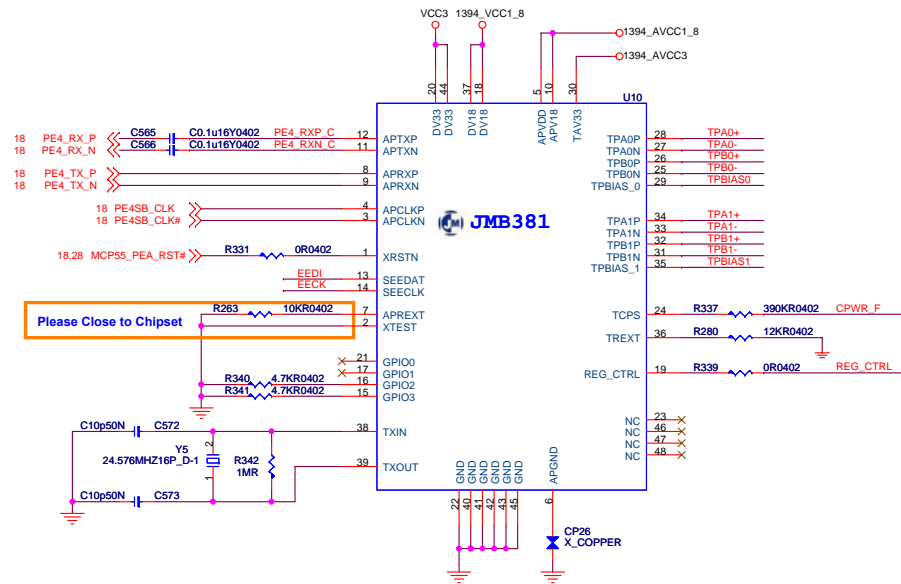 VCC3 1394_VCC1_8
1394_AVCC1_8
1394_AVCC3
20 44 37 18 5 10 30
U10
DV33 DV33 DV18 DV18 APVDD APV18 TAV33
18 PE4_RX_P C565 C0.1u16Y0402 PE4_RXP_C 12 APTXP
18 PE4_RX_N C566 C0.1u16Y0402 PE4_RXN_C 11 APTXN
18 PE4_TX_P 8 APRXP
18 PE4_TX_N 9 APRXN
18 PE4SB_CLK 4 APCLKP
18 PE4SB_CLK# 3 APCLKN
18,28 MCP55_PEA_RST# R331 0R0402 1 XRSTN
EEDI 13 SEEDAT
EECK 14 SEECLK
R263 10KR0402 7 APREXT
Please Close to Chipset
2 XTEST
21 GPIO0
17 GPIO1
R340 4.7KR0402 16 GPIO2
R341 4.7KR0402 15 GPIO3
C10p50N C572 38 TXIN
Y5
24.576MHZ16P_D-1
2
1
R342
1MR
39 TXOUT
C10p50N C573
JM JMB381
TPA0P 28 TPA0+
TPA0N 27 TPA0-
TPB0P 26 TPB0+
TPB0N 25 TPB0-
TPBIAS_0 29 TPBIAS0
TPA1P 34 TPA1+
TPA1N 33 TPA1-
TPB1P 32 TPB1+
TPB1N 31 TPB1-
TPBIAS_1 35 TPBIAS1
TCPS 24 R337 390KR0402 CPWR_F
TREXT 36 R280 12KR0402
REG_CTRL 19 R339 0R0402 REG_CTRL
NC 23
NC 46
NC 47
NC 48
GND GND GND GND GND GND APGND
22 40 41 42 43 45 6
CP26
X_COPPER